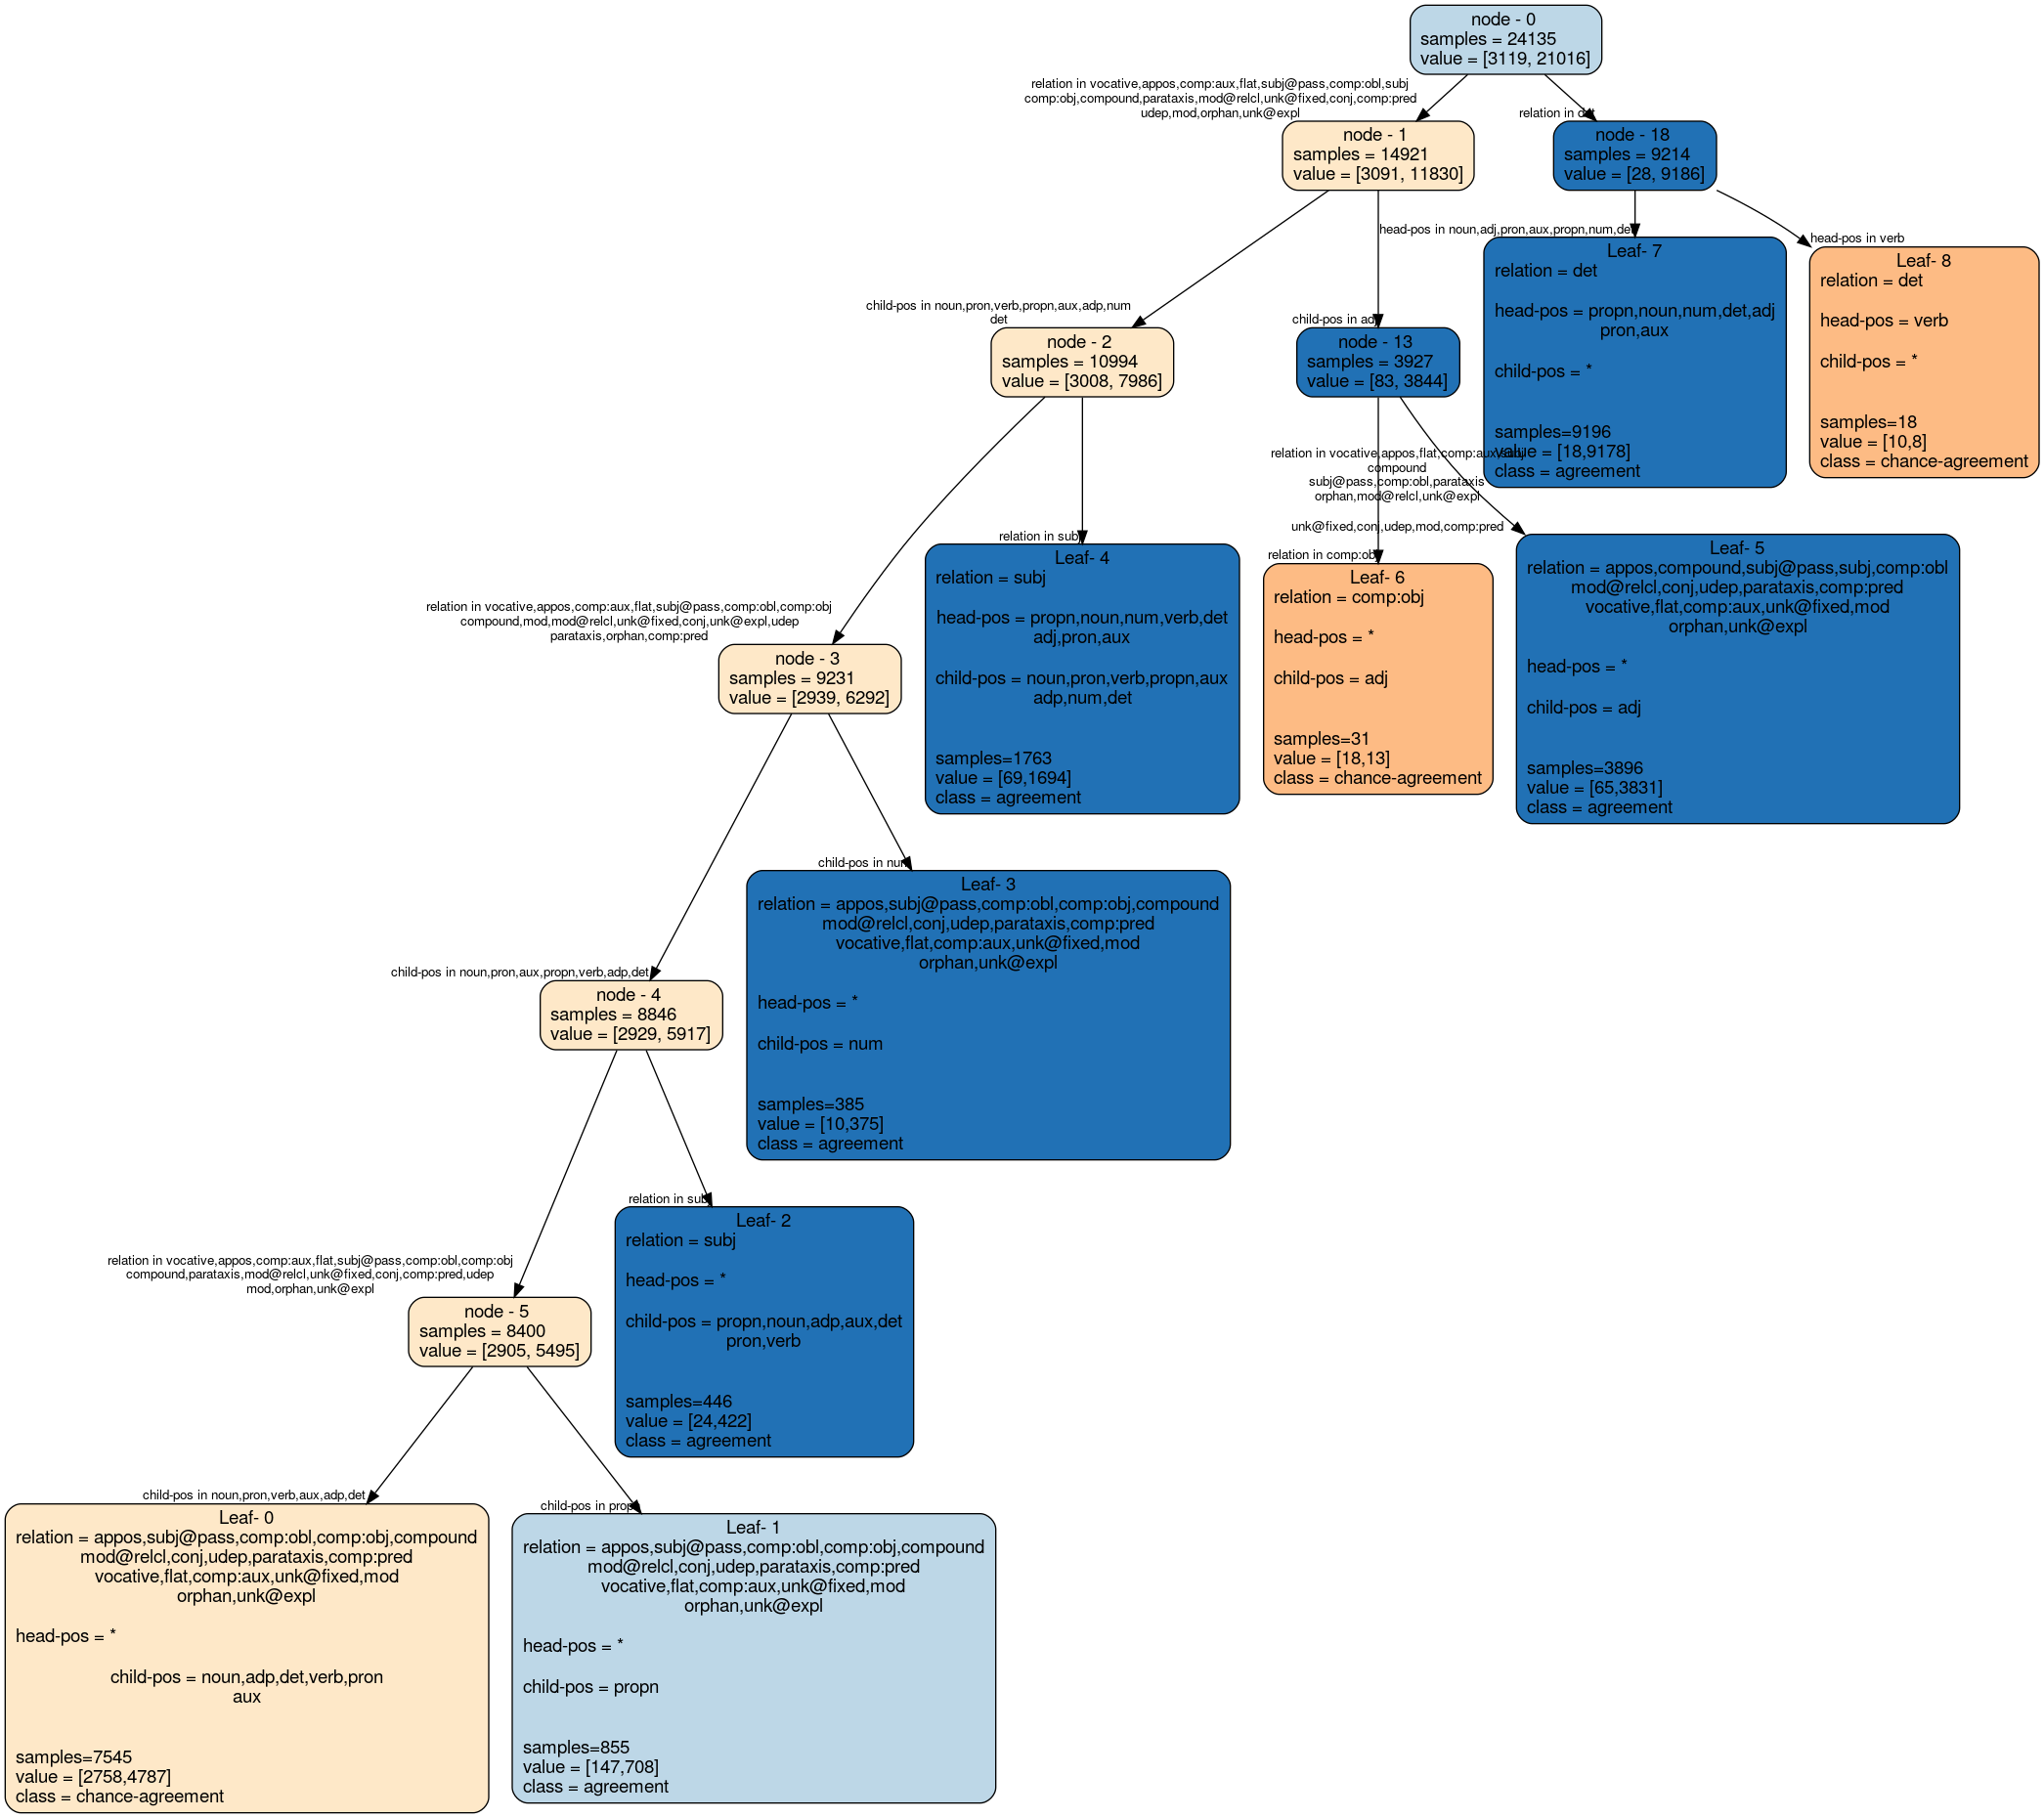 node - 0
samples = 24135
value = [3119, 21016]
relation in vocative,appos,comp:aux,flat,subj@pass,comp:obl,subj
comp:obj,compound,parataxis,mod@relcl,unk@fixed,conj,comp:pred
udep,mod,orphan,unk@expl
relation in det
node - 1
samples = 14921
value = [3091, 11830]
node - 18
samples = 9214
value = [28, 9186]
head-pos in noun,adj,pron,aux,propn,num,det
head-pos in verb
Leaf- 7
relation = det
head-pos = propn,noun,num,det,adj
pron,aux
child-pos = *
samples=9196
value = [18,9178]
class = agreement
Leaf- 8
relation = det
head-pos = verb
child-pos = *
samples=18
value = [10,8]
class = chance-agreement
child-pos in noun,pron,verb,propn,aux,adp,num
det
child-pos in adj
node - 2
samples = 10994
value = [3008, 7986]
node - 13
samples = 3927
value = [83, 3844]
relation in vocative,appos,flat,comp:aux,subj
compound
subj@pass,comp:obl,parataxis
orphan,mod@relcl,unk@expl
unk@fixed,conj,udep,mod,comp:pred
relation in subj
relation in comp:obj
Leaf- 4
relation = subj
head-pos = propn,noun,num,verb,det
adj,pron,aux
child-pos = noun,pron,verb,propn,aux
adp,num,det
samples=1763
value = [69,1694]
class = agreement
Leaf- 6
relation = comp:obj
head-pos = *
child-pos = adj
samples=31
value = [18,13]
class = chance-agreement
Leaf- 5
relation = appos,compound,subj@pass,subj,comp:obl
mod@relcl,conj,udep,parataxis,comp:pred
vocative,flat,comp:aux,unk@fixed,mod
orphan,unk@expl
head-pos = *
child-pos = adj
samples=3896
value = [65,3831]
class = agreement
relation in vocative,appos,comp:aux,flat,subj@pass,comp:obl,comp:obj
compound,mod,mod@relcl,unk@fixed,conj,unk@expl,udep
parataxis,orphan,comp:pred
node - 3
samples = 9231
value = [2939, 6292]
child-pos in num
Leaf- 3
relation = appos,subj@pass,comp:obl,comp:obj,compound
mod@relcl,conj,udep,parataxis,comp:pred
vocative,flat,comp:aux,unk@fixed,mod
orphan,unk@expl
head-pos = *
child-pos = num
samples=385
value = [10,375]
class = agreement
child-pos in noun,pron,aux,propn,verb,adp,det
node - 4
samples = 8846
value = [2929, 5917]
relation in subj
Leaf- 2
relation = subj
head-pos = *
child-pos = propn,noun,adp,aux,det
pron,verb
samples=446
value = [24,422]
class = agreement
relation in vocative,appos,comp:aux,flat,subj@pass,comp:obl,comp:obj
compound,parataxis,mod@relcl,unk@fixed,conj,comp:pred,udep
mod,orphan,unk@expl
node - 5
samples = 8400
value = [2905, 5495]
child-pos in noun,pron,verb,aux,adp,det
child-pos in propn
Leaf- 0
relation = appos,subj@pass,comp:obl,comp:obj,compound
mod@relcl,conj,udep,parataxis,comp:pred
vocative,flat,comp:aux,unk@fixed,mod
orphan,unk@expl
head-pos = *
child-pos = noun,adp,det,verb,pron
aux
samples=7545
value = [2758,4787]
class = chance-agreement
Leaf- 1
relation = appos,subj@pass,comp:obl,comp:obj,compound
mod@relcl,conj,udep,parataxis,comp:pred
vocative,flat,comp:aux,unk@fixed,mod
orphan,unk@expl
head-pos = *
child-pos = propn
samples=855
value = [147,708]
class = agreement